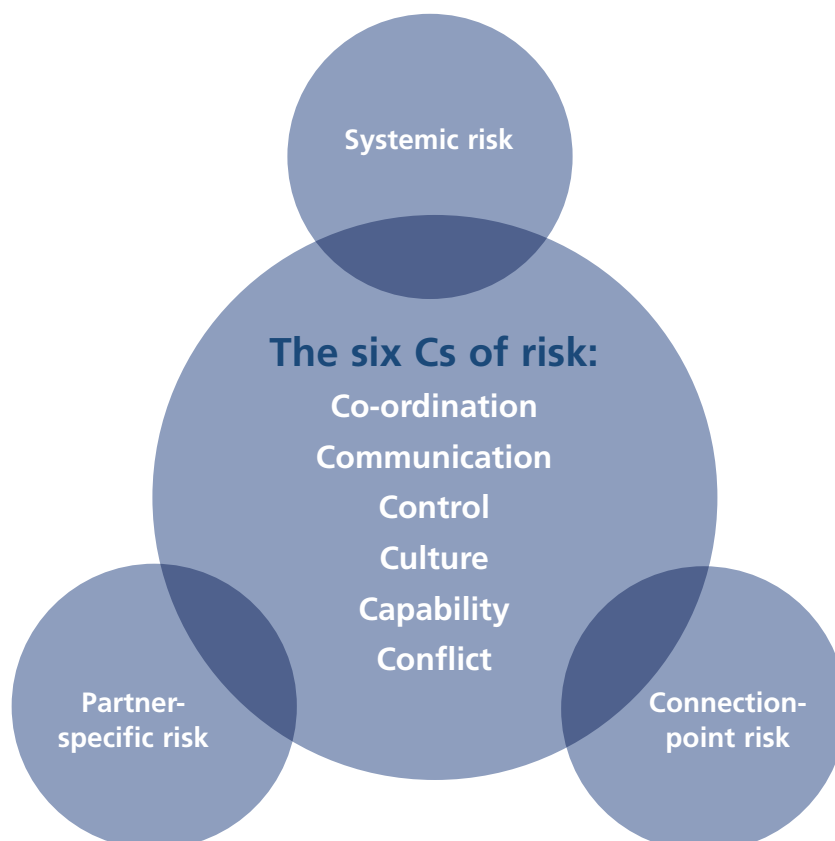 Systemic risk
The six Cs of risk:
Co-ordination
Communication
Control
Culture
Capability
Conflict
Partner-
specific risk
Connection-
point risk